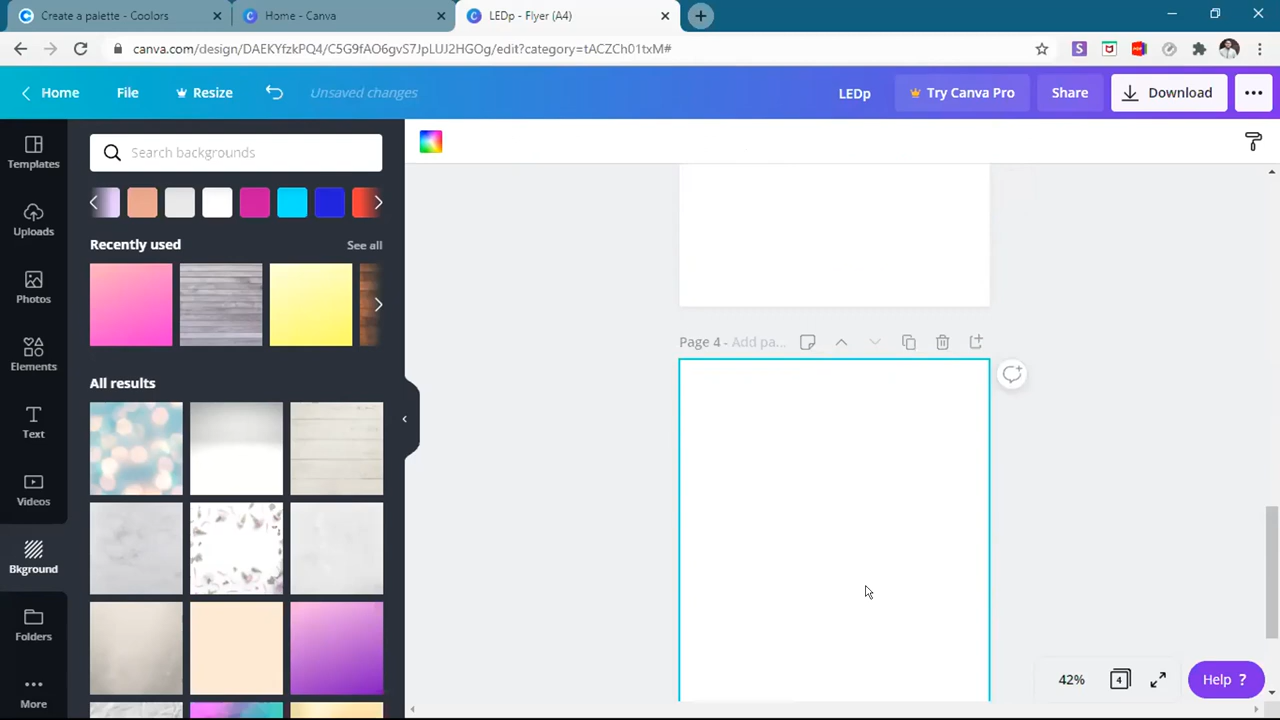 Create a palette - Coolors
Home - Canva
LEDp - Flyer (A4)
canva.com/design/DAEKYfzkPQ4/C5G9fAO6gvS7JpLUJ2HGOg/edit?category=tACZCh01txM#
Home
File
Resize
Unsaved changes
LEDp
Try Canva Pro
Share
Download
Templates
Uploads
Photos
Elements
Text
Videos
Bkground
Folders
More
Search backgrounds
Recently used
See all
All results
Page 4 - Add pa...
42%
4
Help ?